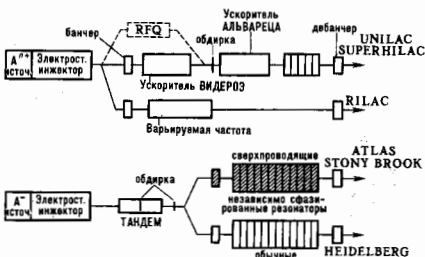 Ускоритель
АЛЬВАРЕЦА
банчер
RFQ
обдирка
дебанчер
UNILAC
SUPERHILAC
Aⁿ⁺
источ.
Электрост.
инжектор
Ускоритель ВИДЕРОЭ
RILAC
Варьируемая частота
ATLAS
STONY BROOK
сверхпроводящие
обдирка
A⁻
источ.
Электрост.
инжектор
ТАНДЕМ
независимо сфази-
рованные резонаторы
обычные
HEIDELBERG